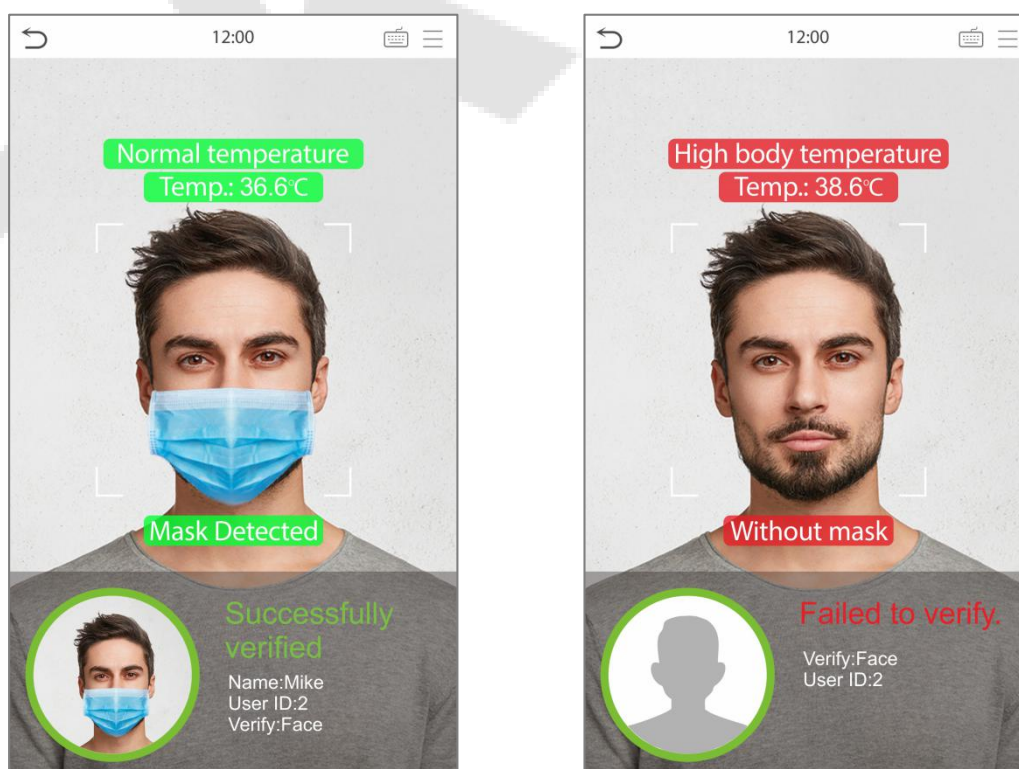 12:00
Normal temperature
Temp.: 36.6°C
Mask Detected
Successfully
verified
Name:Mike
User ID:2
Verify:Face
12:00
High body temperature
Temp.: 38.6°C
Without mask
Failed to verify.
Verify:Face
User ID:2